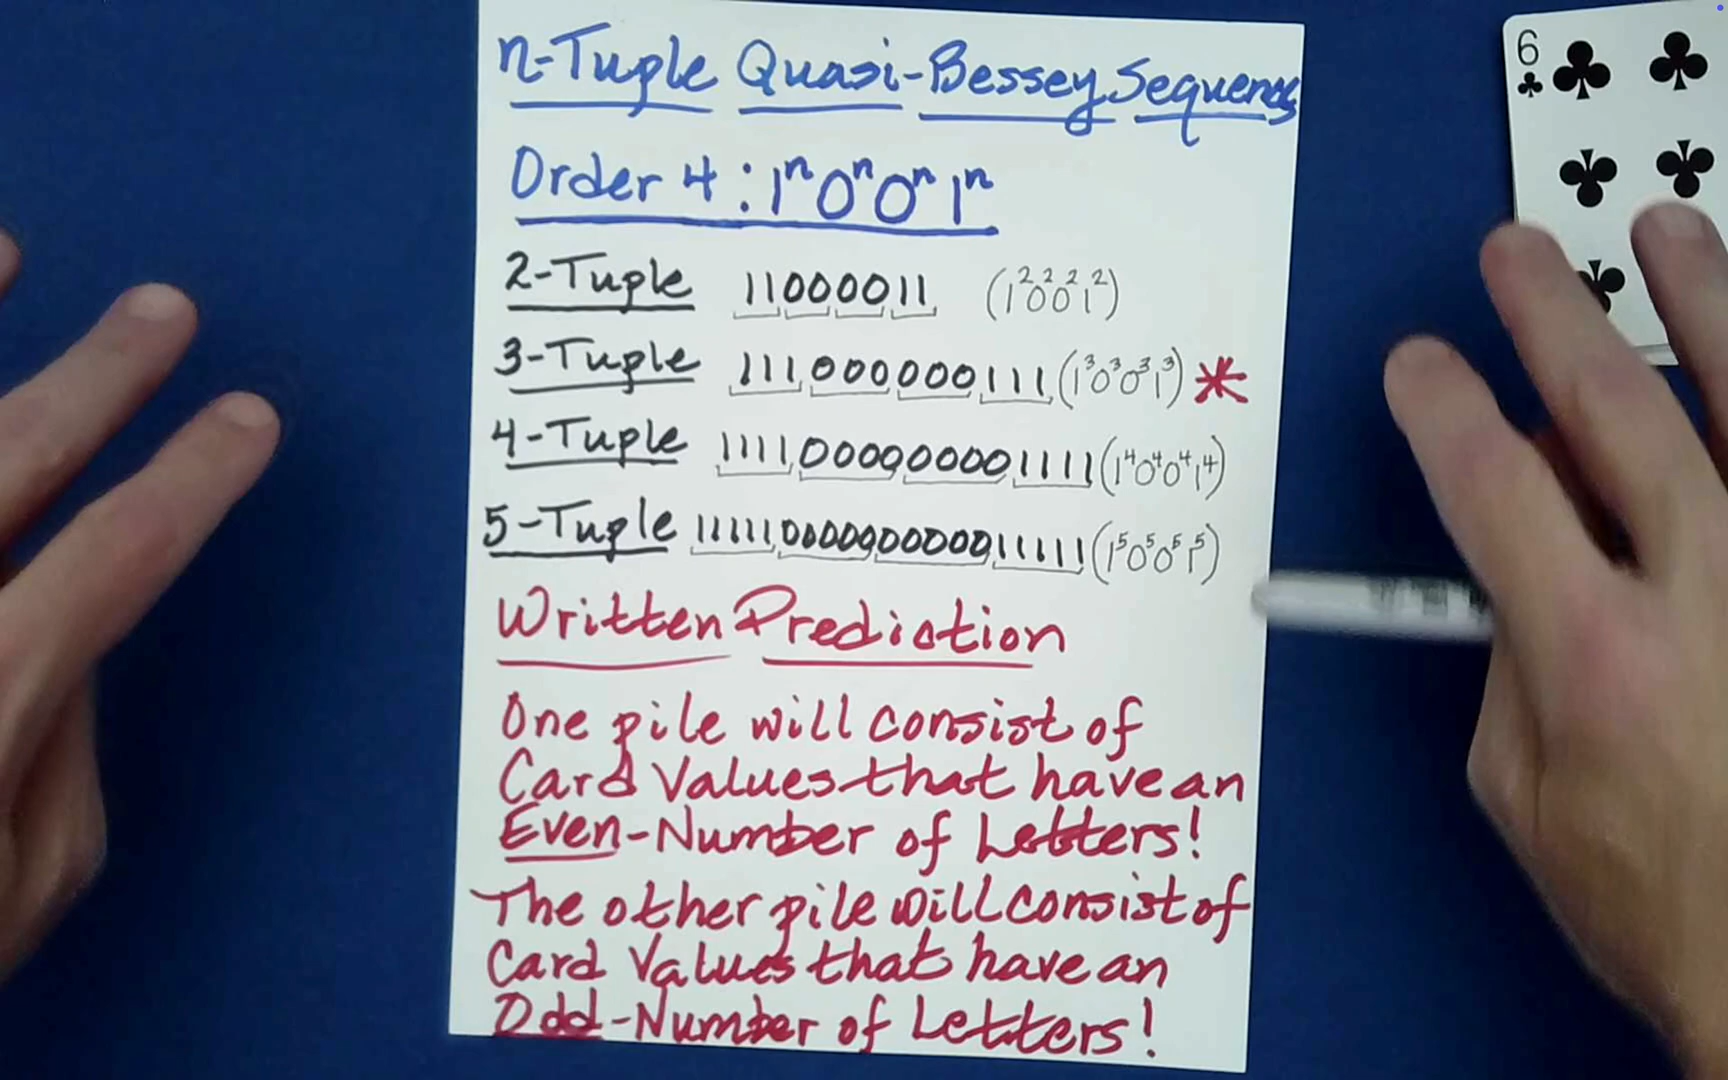 n-Tuple Quasi-Bessey Sequences
Order 4: 1ⁿ0ⁿ0ⁿ1ⁿ
2-Tuple 11000011 (1²0²0²1²)
3-Tuple 111000000111 (1³0³0³1³) *
4-Tuple 1111000000001111 (1⁴0⁴0⁴1⁴)
5-Tuple 11111000000000011111 (1⁵0⁵0⁵1⁵)
Written Prediction
One pile will consist of
Card Values that have an
Even-Number of Letters!
The other pile will consist of
Card Values that have an
Odd-Number of Letters!
6